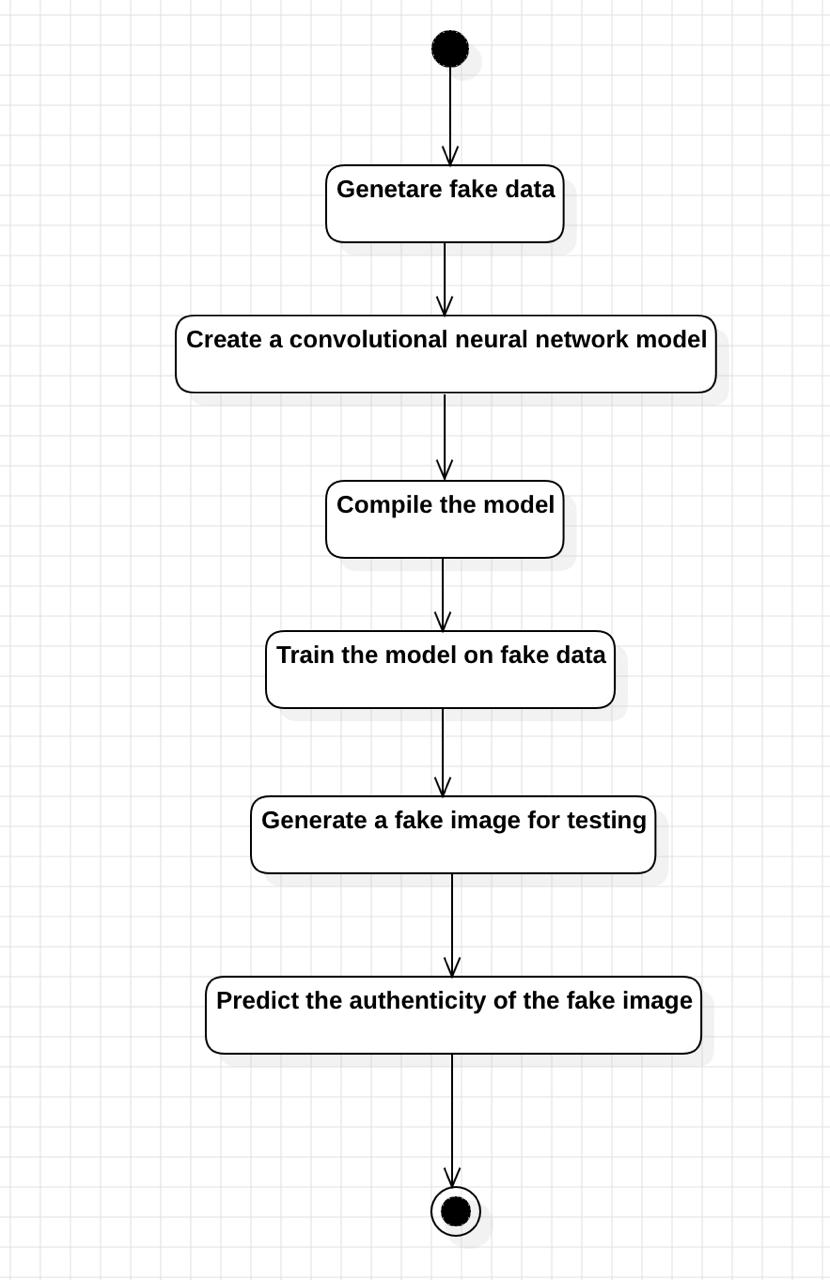 Genetare fake data
Create a convolutional neural network model
Compile the model
Train the model on fake data
Generate a fake image for testing
Predict the authenticity of the fake image